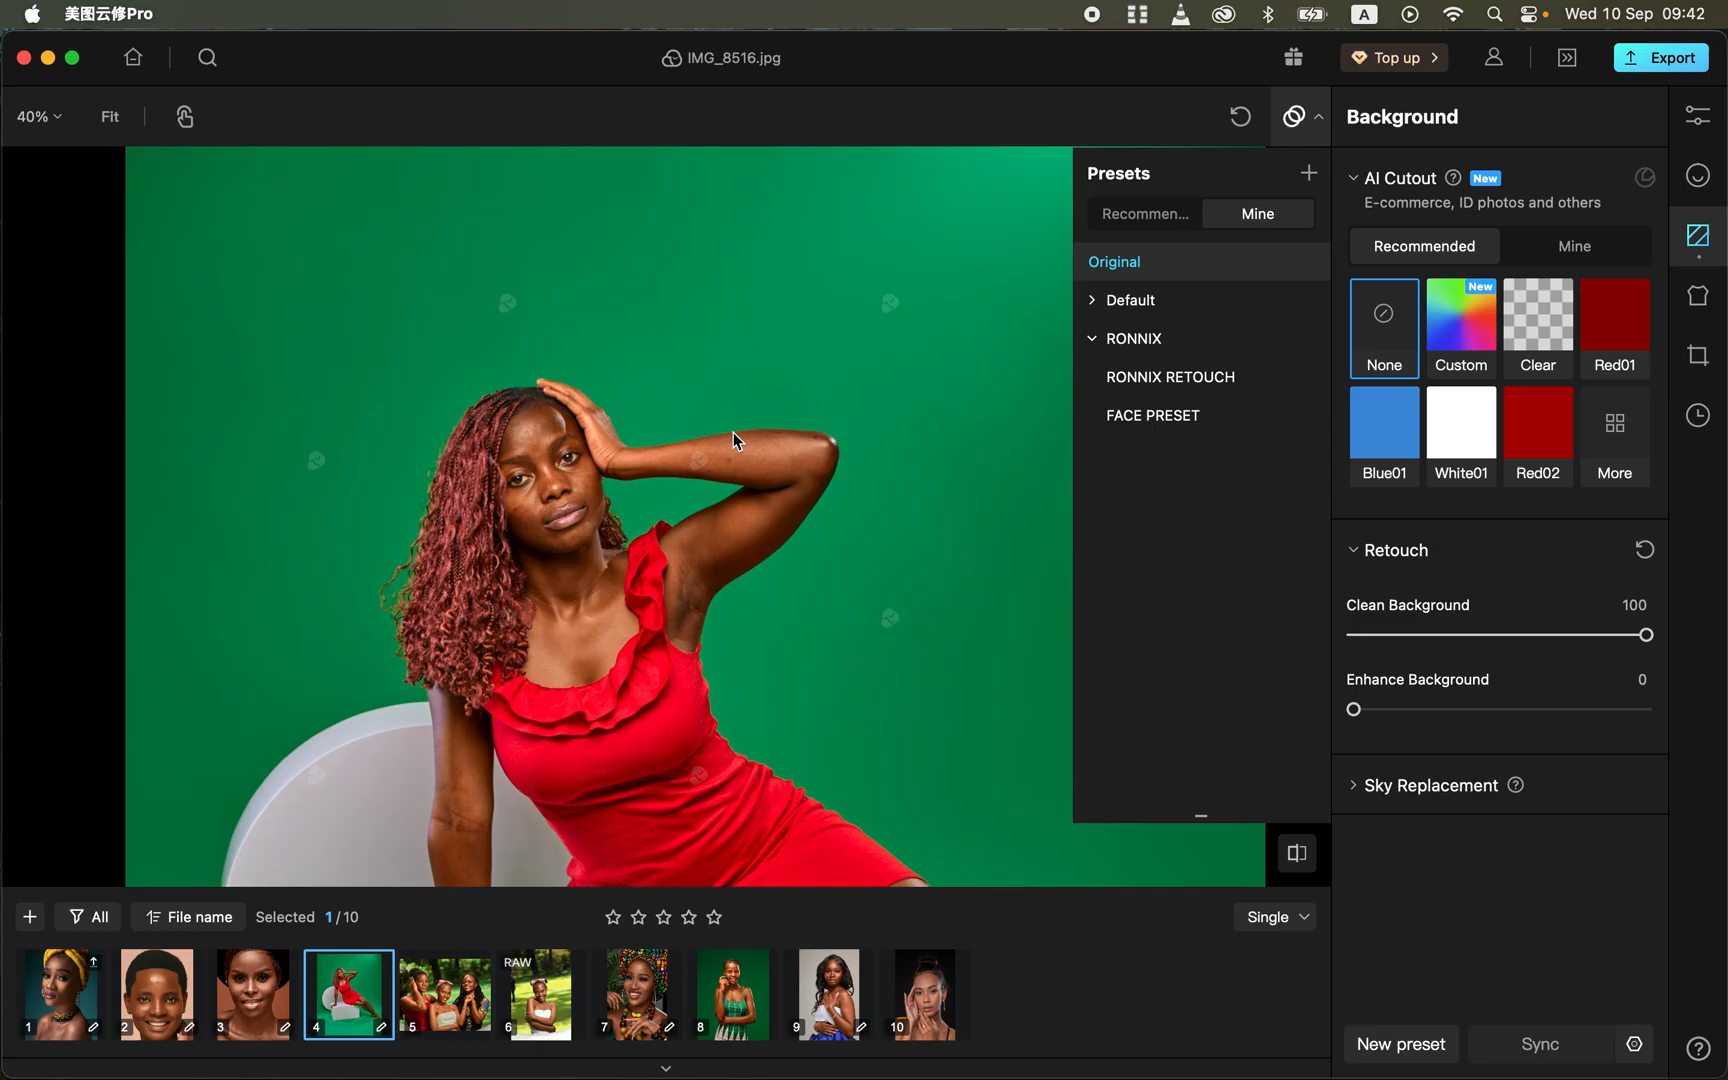 美图云修Pro
A
Wed 10 Sep 09:42
IMG_8516.jpg
Top up
Export
40%
Fit
Background
Presets
Recommen...
Mine
Original
Default
RONNIX
RONNIX RETOUCH
FACE PRESET
AI Cutout
New
E-commerce, ID photos and others
Recommended
Mine
New
None
Custom
Clear
Red01
Blue01
White01
Red02
More
Retouch
Clean Background
100
Enhance Background
0
Sky Replacement
All
File name
Selected 1/10
Single
RAW
1
2
3
4
5
6
7
8
9
10
New preset
Sync